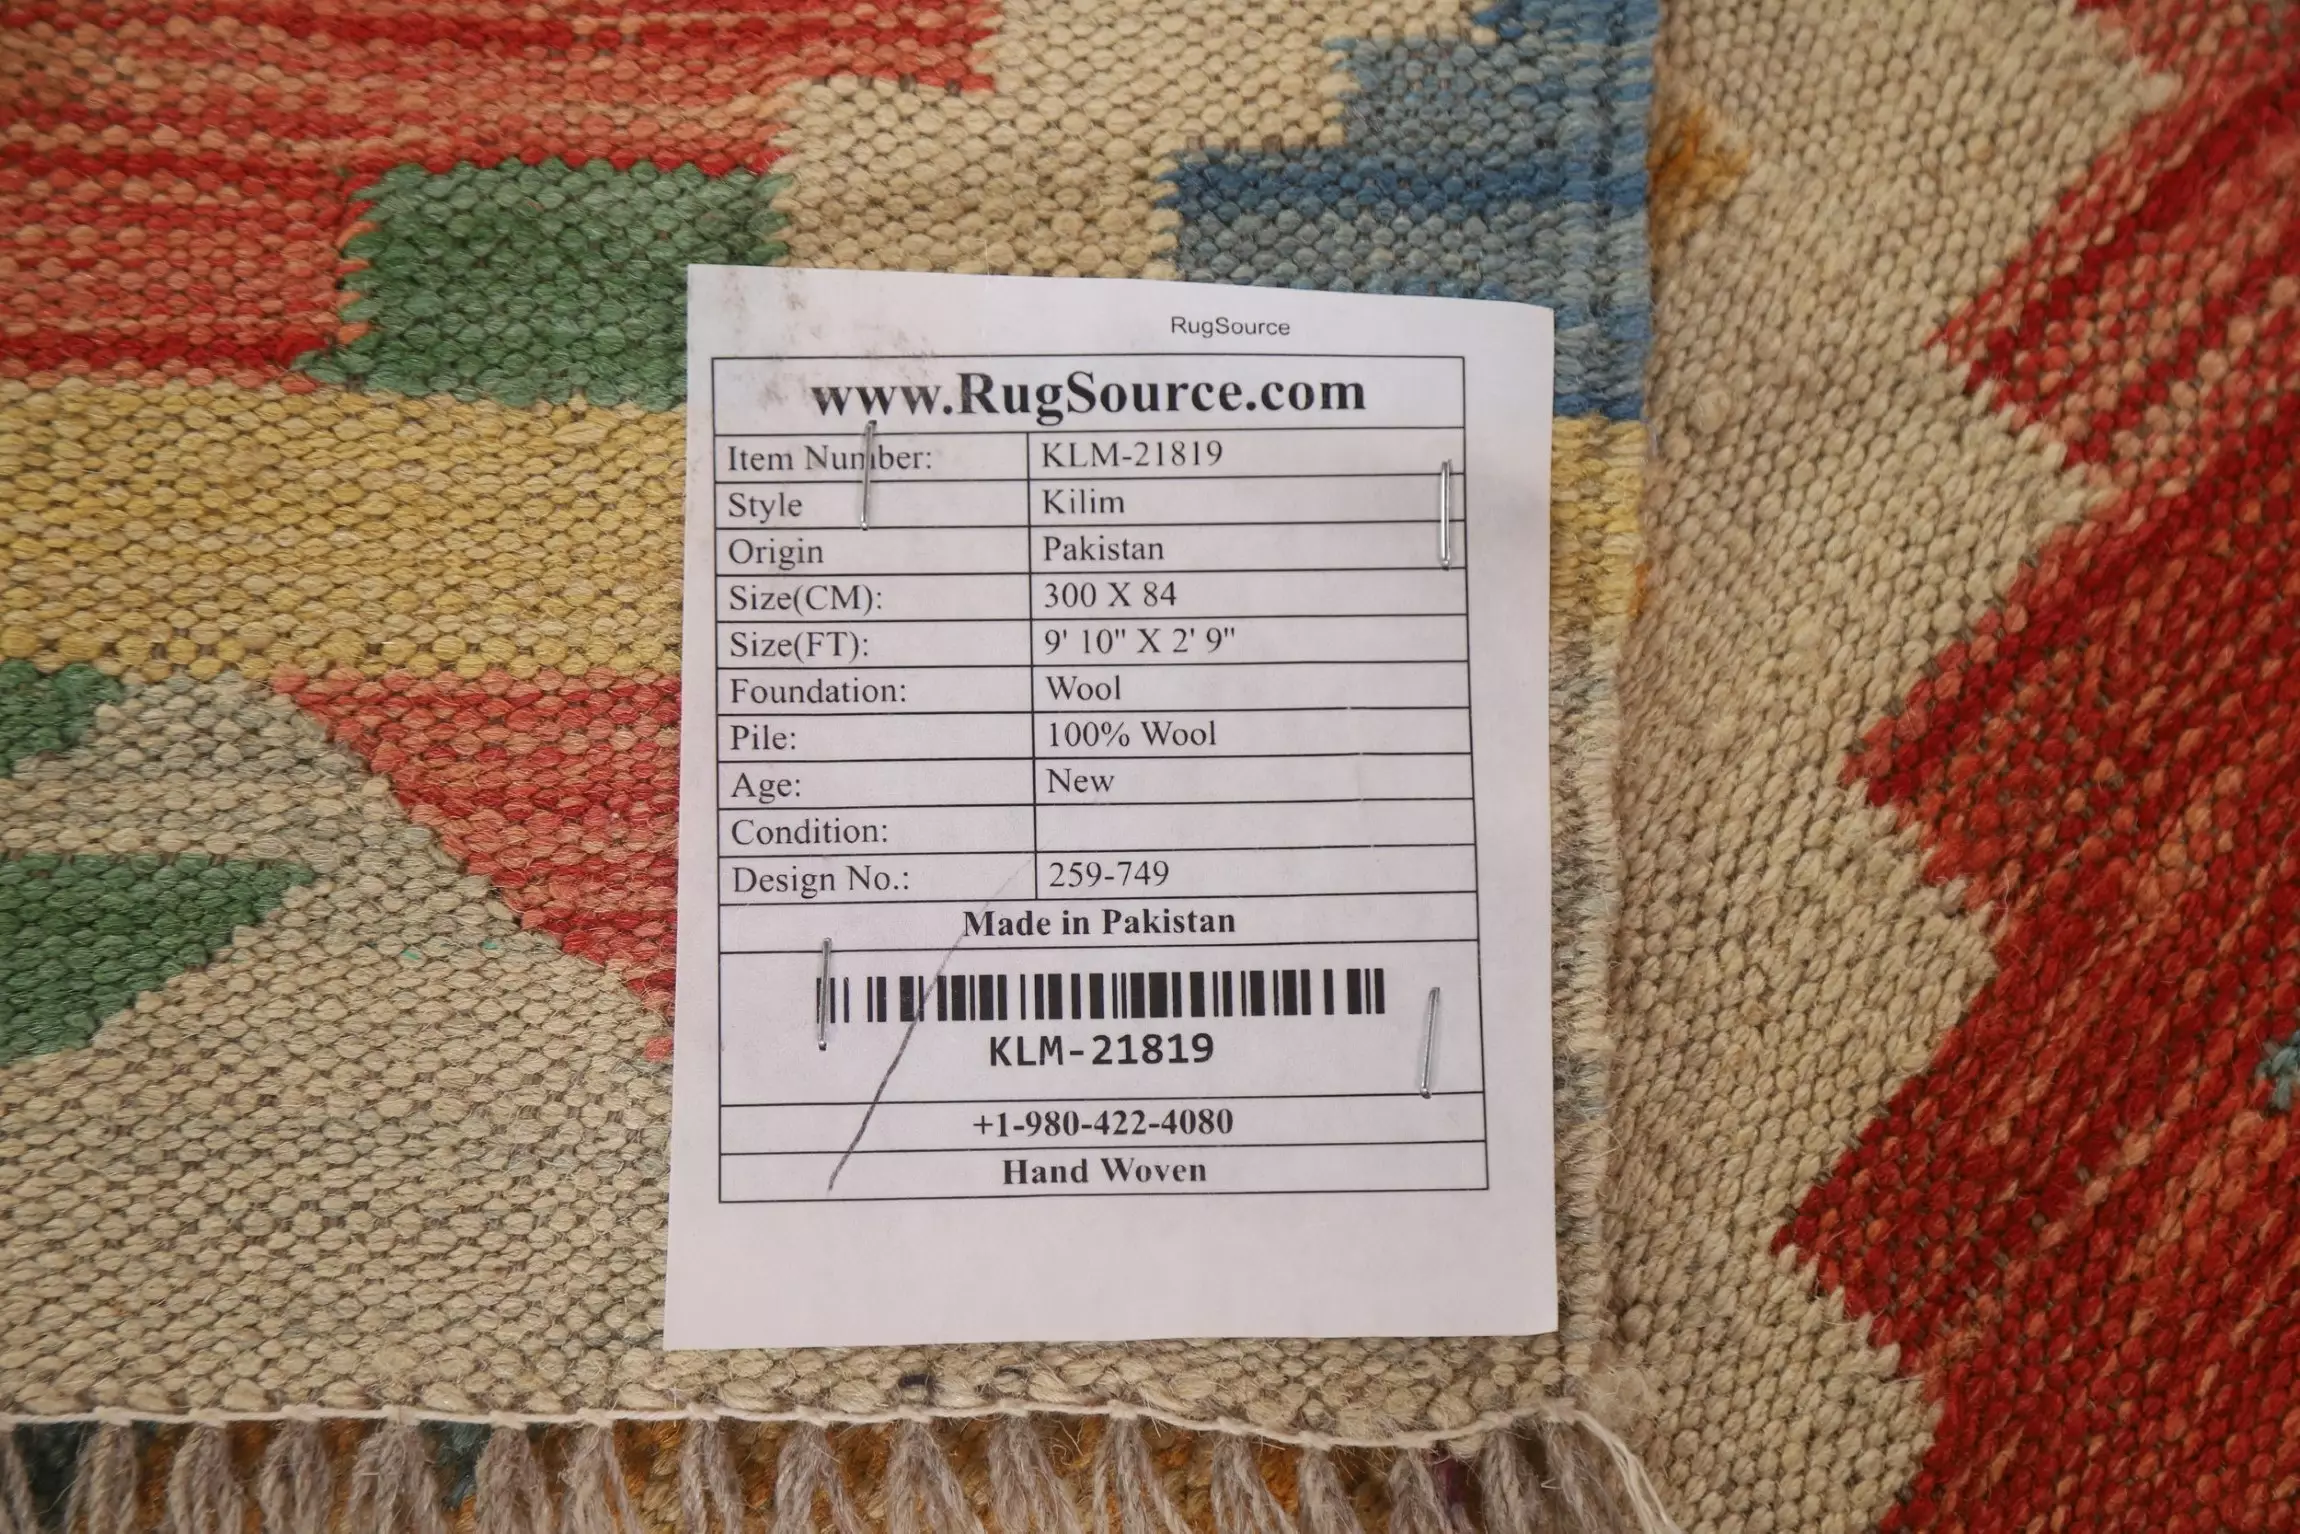 RugSource
www.RugSource.com
Item Number: KLM-21819
Style Kilim
Origin Pakistan
Size(CM): 300 X 84
Size(FT): 9' 10" X 2' 9"
Foundation: Wool
Pile: 100% Wool
Age: New
Condition:
Design No.: 259-749
Made in Pakistan
KLM-21819
+1-980-422-4080
Hand Woven